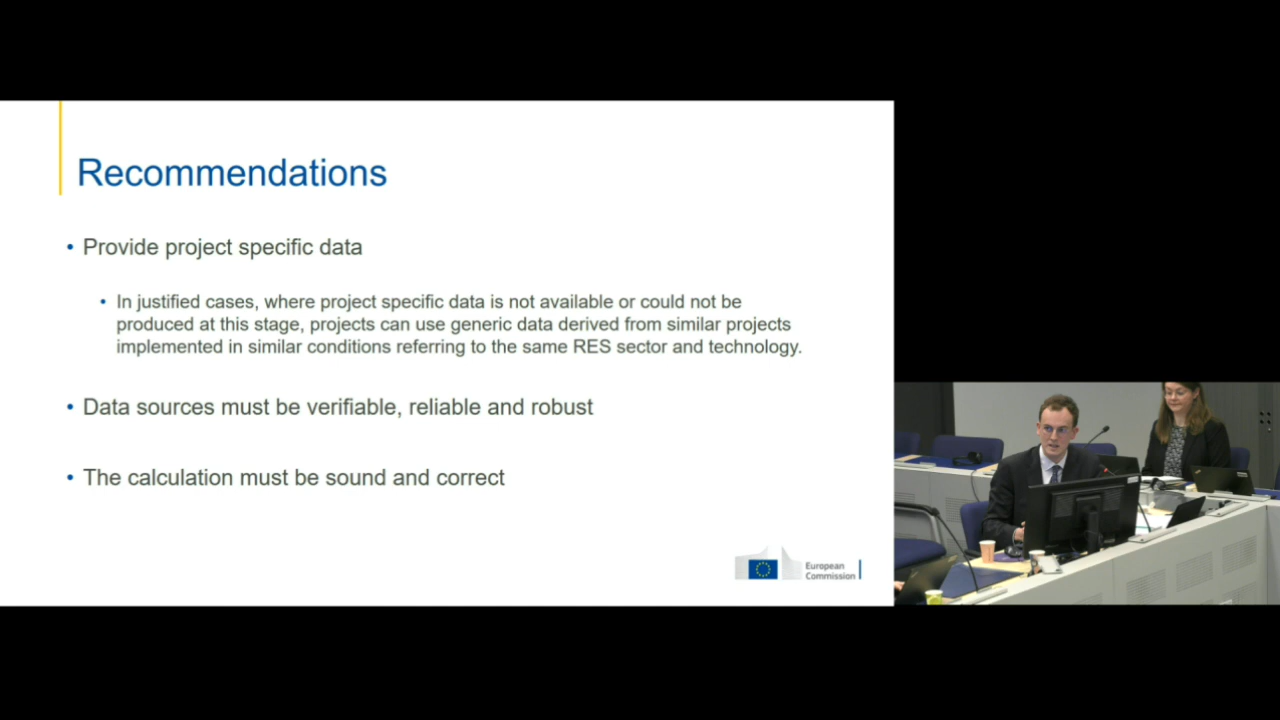 Recommendations
• Provide project specific data
• In justified cases, where project specific data is not available or could not be
produced at this stage, projects can use generic data derived from similar projects
implemented in similar conditions referring to the same RES sector and technology.
• Data sources must be verifiable, reliable and robust
• The calculation must be sound and correct
European
Commission